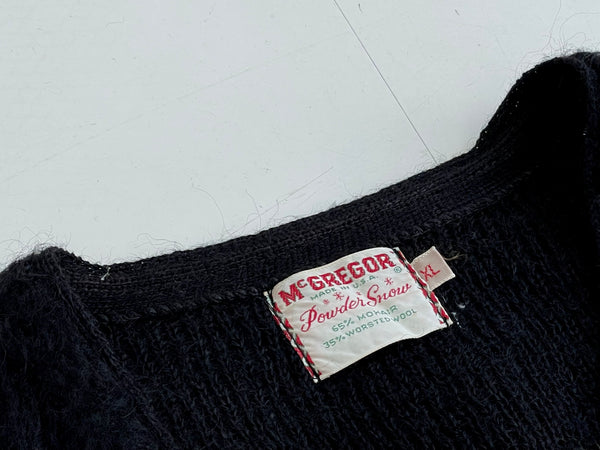 McGREGOR®
MADE IN U.S.A.
Powder Snow
65% MOHAIR
35% WORSTED WOOL
XL